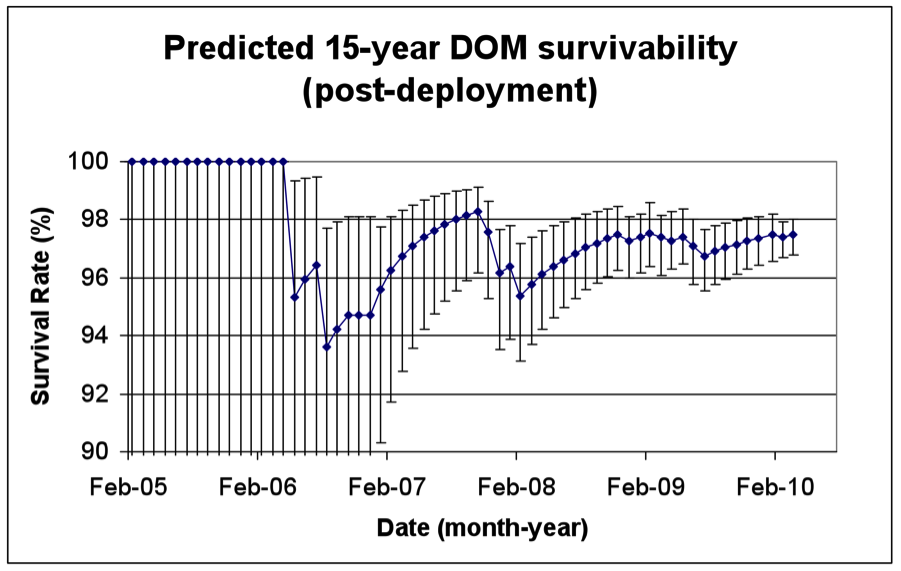 Predicted 15-year DOM survivability
(post-deployment)
100
98
96
94
92
90
Survival Rate (%)
Feb-05 Feb-06 Feb-07 Feb-08 Feb-09 Feb-10
Date (month-year)